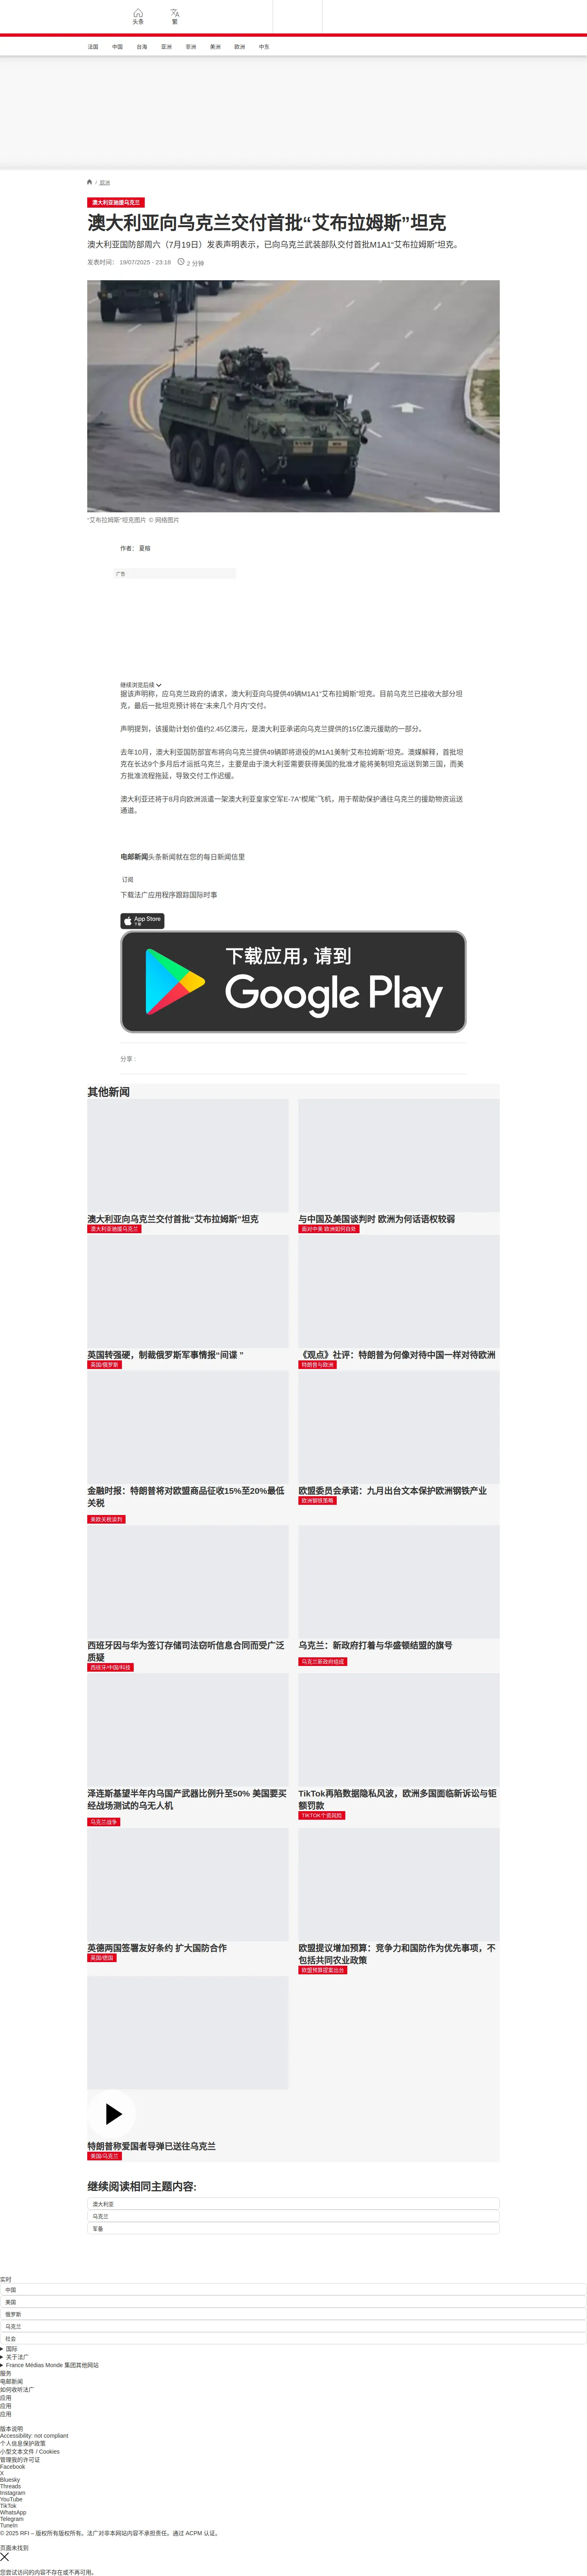 头条
繁
法国
中国
台海
亚洲
非洲
美洲
欧洲
中东
/ 欧洲
澳大利亚驰援乌克兰
澳大利亚向乌克兰交付首批“艾布拉姆斯”坦克
澳大利亚国防部周六（7月19日）发表声明表示，已向乌克兰武装部队交付首批M1A1“艾布拉姆斯”坦克。
发表时间： 19/07/2025 - 23:18
2 分钟
“艾布拉姆斯”坦克图片 © 网络图片
作者： 夏榕
广告
继续浏览后续
据该声明称，应乌克兰政府的请求，澳大利亚向乌提供49辆M1A1“艾布拉姆斯”坦克。目前乌克兰已接收大部分坦
克，最后一批坦克预计将在“未来几个月内”交付。
声明提到，该援助计划价值约2.45亿澳元，是澳大利亚承诺向乌克兰提供的15亿澳元援助的一部分。
去年10月，澳大利亚国防部宣布将向乌克兰提供49辆即将退役的M1A1美制“艾布拉姆斯”坦克。澳媒解释，首批坦
克在长达9个多月后才运抵乌克兰，主要是由于澳大利亚需要获得美国的批准才能将美制坦克运送到第三国，而美
方批准流程拖延，导致交付工作迟缓。
澳大利亚还将于8月向欧洲派遣一架澳大利亚皇家空军E-7A“楔尾”飞机，用于帮助保护通往乌克兰的援助物资运送
通道。
电邮新闻头条新闻就在您的每日新闻信里
订阅
下载法广应用程序跟踪国际时事
App Store
下载
下载应用，请到
Google Play
分享 :
其他新闻
澳大利亚向乌克兰交付首批“艾布拉姆斯”坦克
澳大利亚驰援乌克兰
与中国及美国谈判时 欧洲为何话语权较弱
面对中美 欧洲如何自处
英国转强硬，制裁俄罗斯军事情报“间谍 ”
英国/俄罗斯
《观点》社评：特朗普为何像对待中国一样对待欧洲
特朗普与欧洲
金融时报：特朗普将对欧盟商品征收15%至20%最低
关税
美欧关税谈判
欧盟委员会承诺：九月出台文本保护欧洲钢铁产业
欧洲钢铁策略
西班牙因与华为签订存储司法窃听信息合同而受广泛
质疑
西班牙/中国/科技
乌克兰：新政府打着与华盛顿结盟的旗号
乌克兰新政府组成
泽连斯基望半年内乌国产武器比例升至50% 美国要买
经战场测试的乌无人机
乌克兰战争
TikTok再陷数据隐私风波，欧洲多国面临新诉讼与钜
额罚款
TIKTOK个资风险
英德两国签署友好条约 扩大国防合作
英国/德国
欧盟提议增加预算：竞争力和国防作为优先事项，不
包括共同农业政策
欧盟预算提案出台
特朗普称爱国者导弹已送往乌克兰
美国/乌克兰
继续阅读相同主题内容:
澳大利亚
乌克兰
军备
实时
中国
美国
俄罗斯
乌克兰
社会
国际
关于法广
France Médias Monde 集团其他网站
服务
电邮新闻
如何收听法广
应用
应用
应用
版本说明
Accessibility: not compliant
个人信息保护政策
小型文本文件 / Cookies
管理我的许可证
Facebook
X
Bluesky
Threads
Instagram
YouTube
TikTok
WhatsApp
Telegram
TuneIn
© 2025 RFI – 版权所有版权所有。法广对非本网站内容不承担责任。通过 ACPM 认证。
页面未找到
您尝试访问的内容不存在或不再可用。